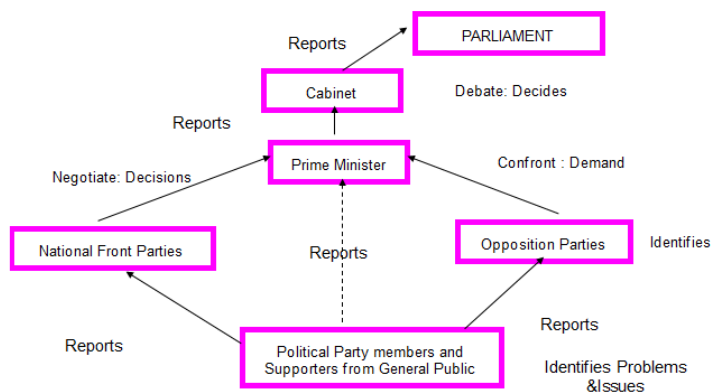 PARLIAMENT
Reports
Cabinet
Debate: Decides
Reports
Prime Minister
Confront : Demand
Negotiate: Decisions
National Front Parties
Reports
Opposition Parties
Identifies
Reports
Reports
Political Party members and
Supporters from General Public
Identifies Problems
&Issues